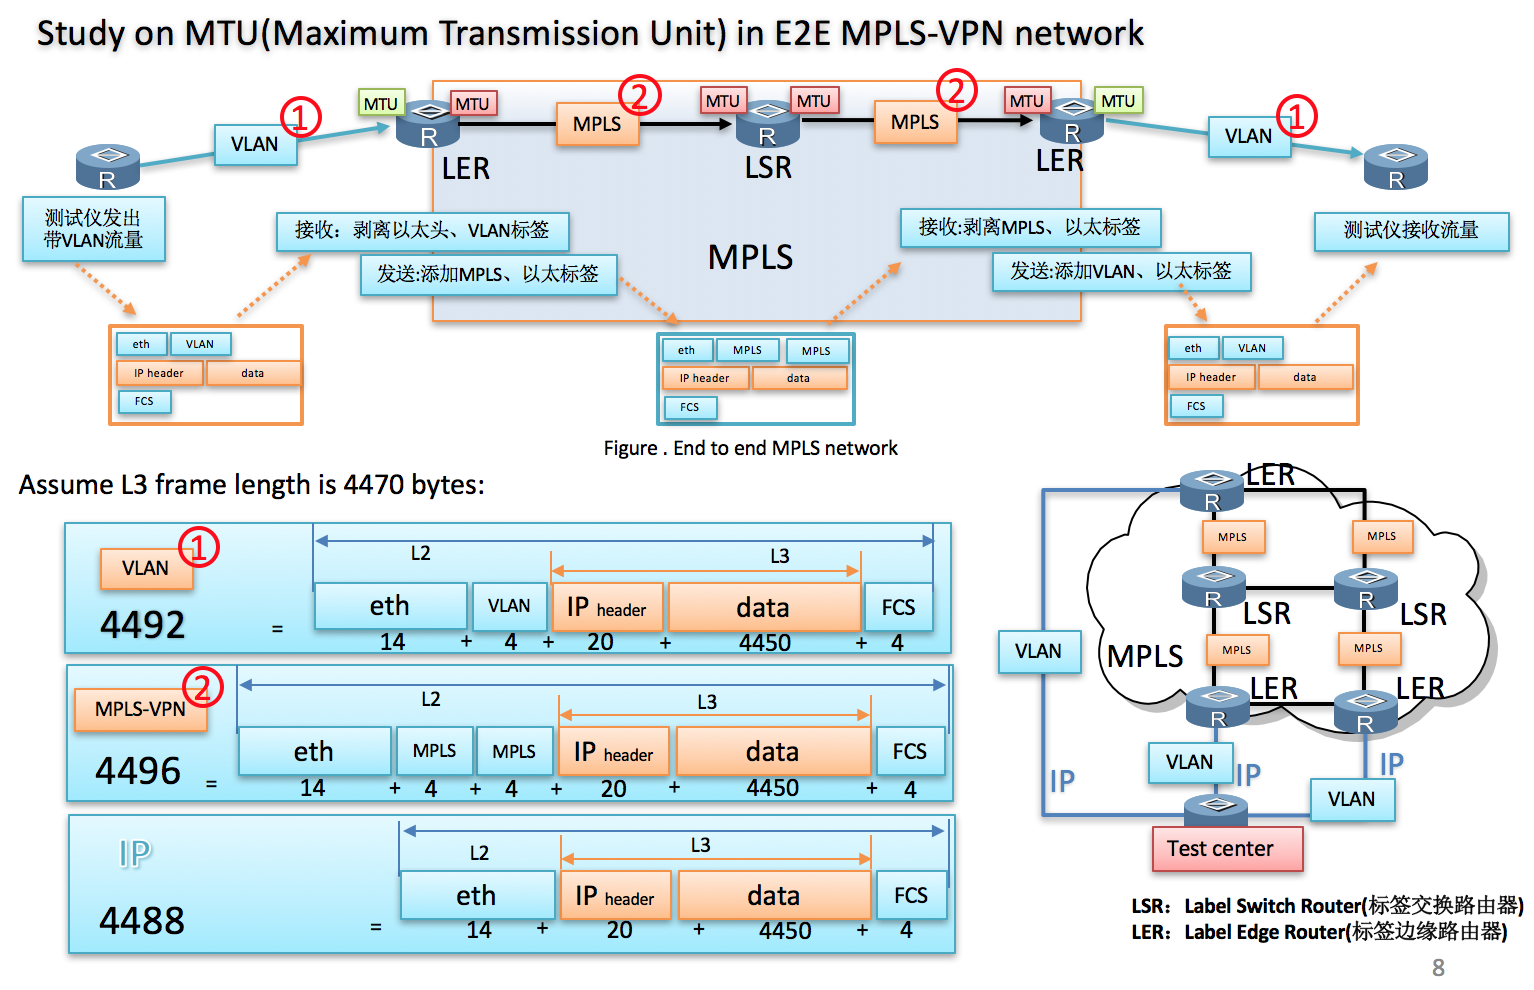 Study on MTU(Maximum Transmission Unit) in E2E MPLS-VPN network
① VLAN
MTU
MTU
R
LER
MPLS ②
MTU
MTU
R
LSR
MPLS ②
MTU
MTU
R
LER
VLAN ①
R
R
测试仪发出
带VLAN流量
接收：剥离以太头、VLAN标签
发送:添加MPLS、以太标签
MPLS
接收:剥离MPLS、以太标签
发送:添加VLAN、以太标签
测试仪接收流量
eth VLAN
IP header data
FCS
eth MPLS MPLS
IP header data
FCS
eth VLAN
IP header data
FCS
Figure . End to end MPLS network
Assume L3 frame length is 4470 bytes:
VLAN ①
L2
L3
eth VLAN IP header data FCS
4492 = 14 + 4 + 20 + 4450 + 4
MPLS-VPN ②
L2
L3
eth MPLS MPLS IP header data FCS
4496 = 14 + 4 + 4 + 20 + 4450 + 4
IP
L2
L3
eth IP header data FCS
4488 = 14 + 20 + 4450 + 4
LER
R
MPLS
MPLS
R
R
LSR
LSR
VLAN
MPLS
MPLS
MPLS
LER
LER
R
R
VLAN
IP
IP
IP
VLAN
Test center
LSR：Label Switch Router(标签交换路由器)
LER：Label Edge Router(标签边缘路由器)
8